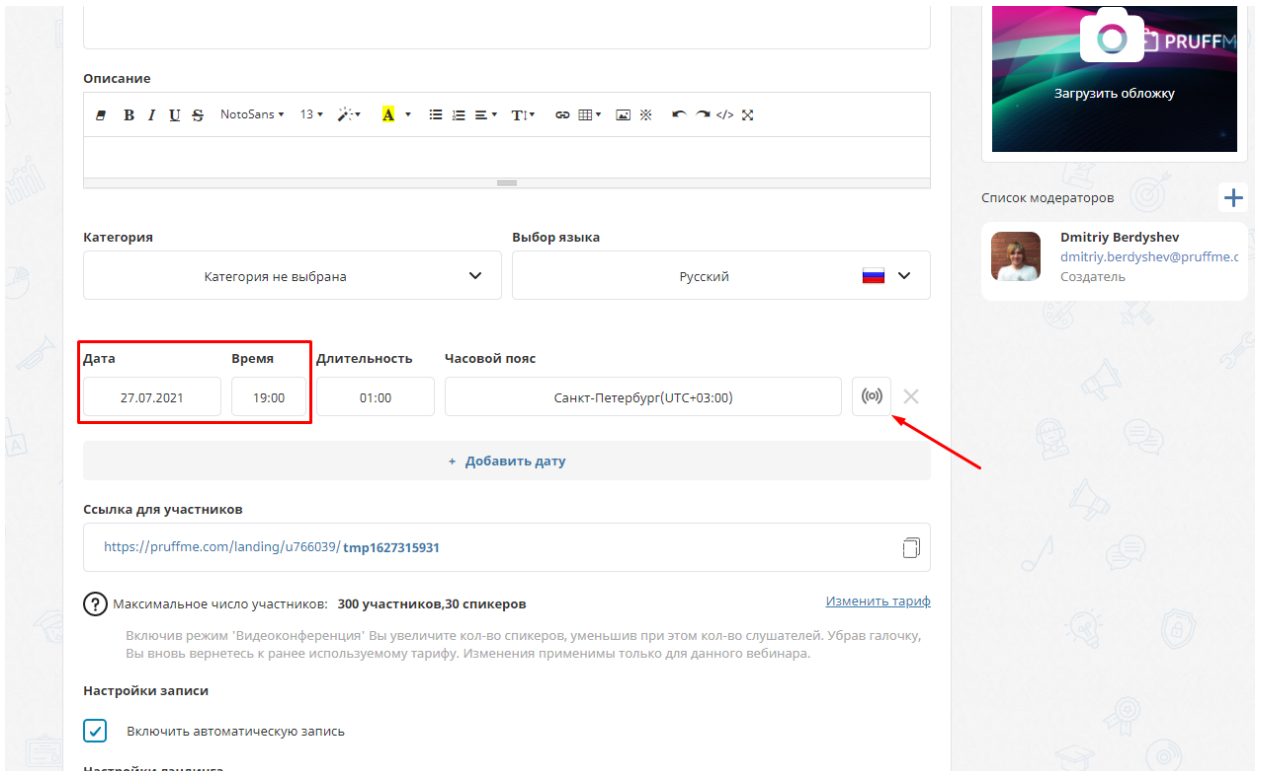 PRUFFM
Загрузить обложку
Описание
B I U S NotoSans 13 A T </>
Список модераторов
Категория
Выбор языка
Категория не выбрана
Русский
Dmitriy Berdyshev
dmitriy.berdyshev@pruffme.c
Создатель
Дата
Время
Длительность
Часовой пояс
27.07.2021
19:00
01:00
Санкт-Петербург(UTC+03:00)
+ Добавить дату
Ссылка для участников
https://pruffme.com/landing/u766039/tmp1627315931
? Максимальное число участников: 300 участников,30 спикеров
Изменить тариф
Включив режим 'Видеоконференция' Вы увеличите кол-во спикеров, уменьшив при этом кол-во слушателей. Убрав галочку,
Вы вновь вернетесь к ранее используемому тарифу. Изменения применимы только для данного вебинара.
Настройки записи
Включить автоматическую запись
Настройки лендинга